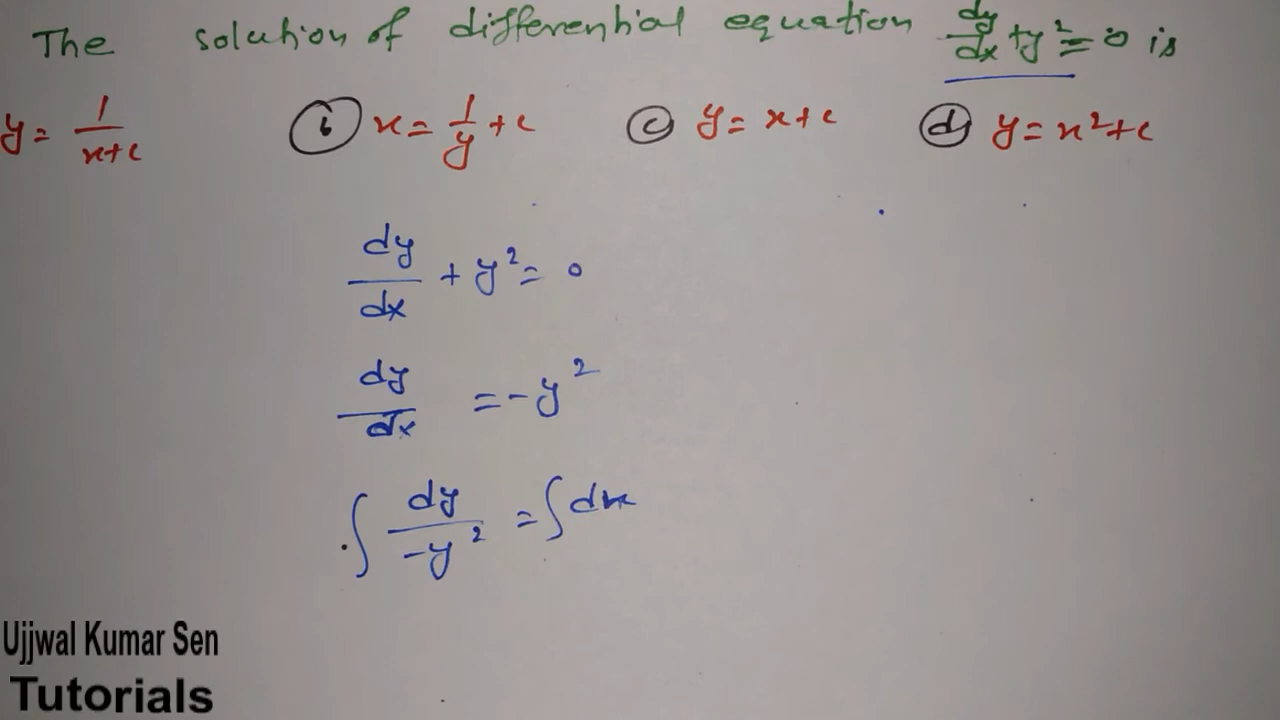 The solution of differential equation dy/dx + y² = 0 is
y = 1/(x+c) (b) x = 1/y + c (c) y = x + c (d) y = x² + c
dy/dx + y² = 0
dy/dx = -y²
∫ dy/-y² = ∫ dx
Ujjwal Kumar Sen
Tutorials